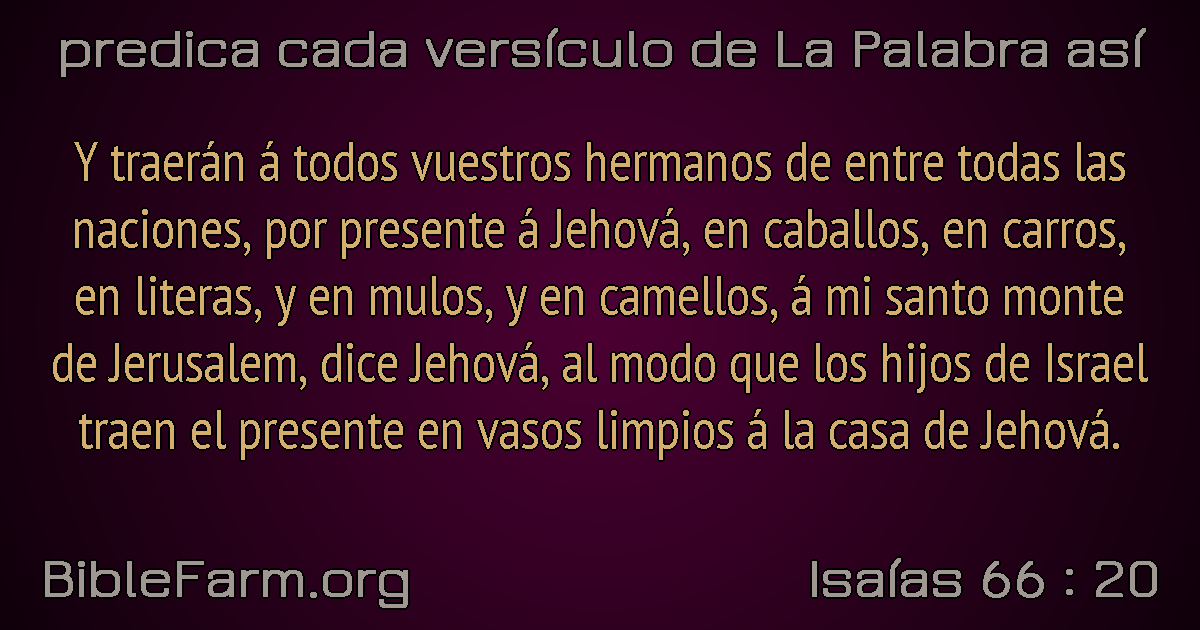 predica cada versículo de La Palabra así
Y traerán á todos vuestros hermanos de entre todas las
naciones, por presente á Jehová, en caballos, en carros,
en literas, y en mulos, y en camellos, á mi santo monte
de Jerusalem, dice Jehová, al modo que los hijos de Israel
traen el presente en vasos limpios á la casa de Jehová.
BibleFarm.org
Isaías 66 : 20